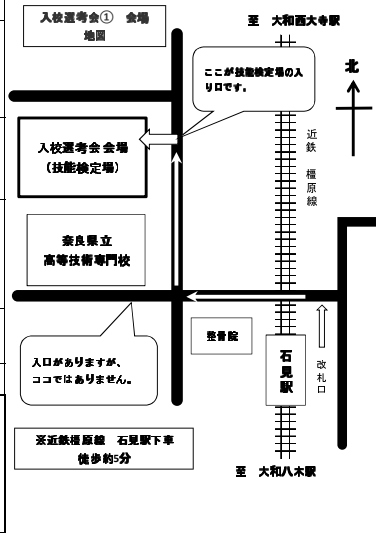 入校選考会① 会場
地図
至 大和西大寺駅
ここが技能検定場の入
り口です。
北
入校選考会会場
（技能検定場）
近鉄 橿原線
奈良県立
高等技術専門校
整骨院
入口がありますが、
ココではありません。
石見駅
改札口
※近鉄橿原線 石見駅下車
徒歩約5分
至 大和八木駅